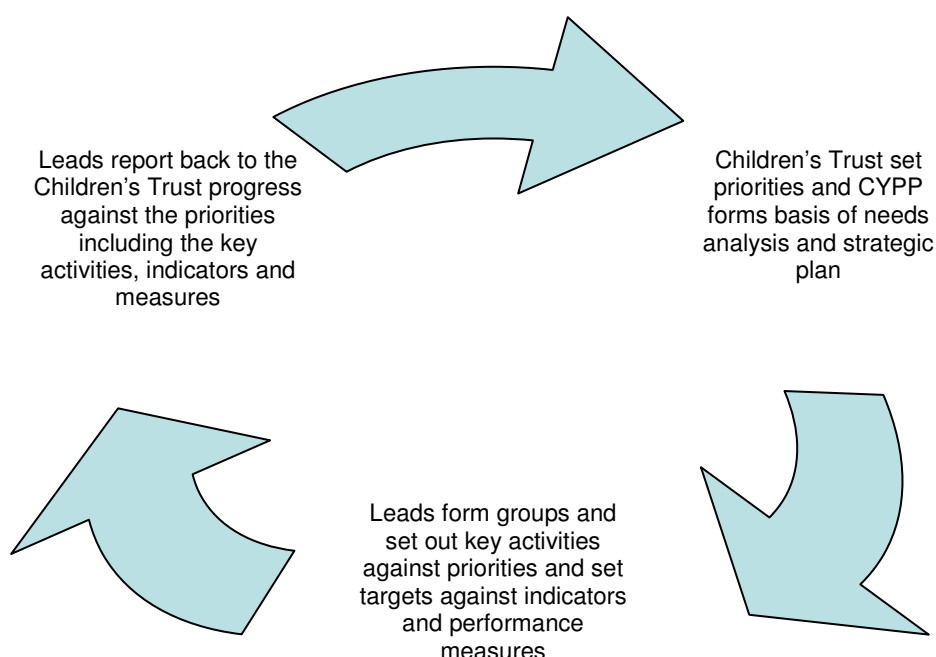 Leads report back to the
Children’s Trust progress
against the priorities
including the key
activities, indicators and
measures
Children’s Trust set
priorities and CYPP
forms basis of needs
analysis and strategic
plan
Leads form groups and
set out key activities
against priorities and set
targets against indicators
and performance
measures